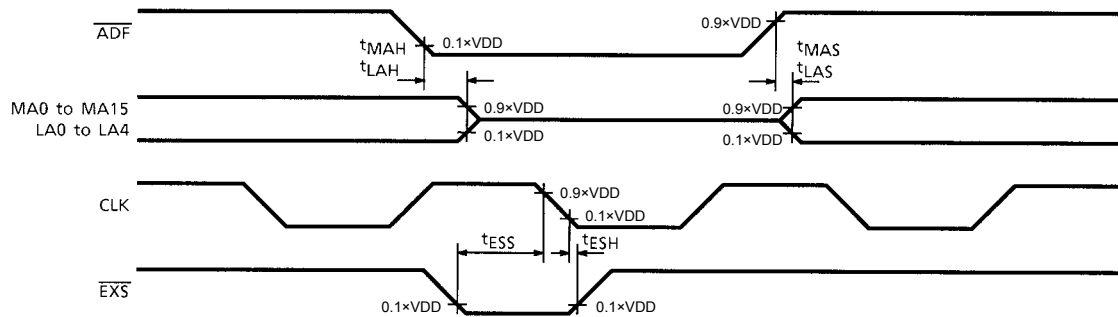 ADF
0.1×VDD
tMAH
tLAH
0.9×VDD
tMAS
tLAS
MA0 to MA15
LA0 to LA4
0.9×VDD
0.1×VDD
0.9×VDD
0.1×VDD
CLK
0.9×VDD
0.1×VDD
tESS
tESH
EXS
0.1×VDD
0.1×VDD